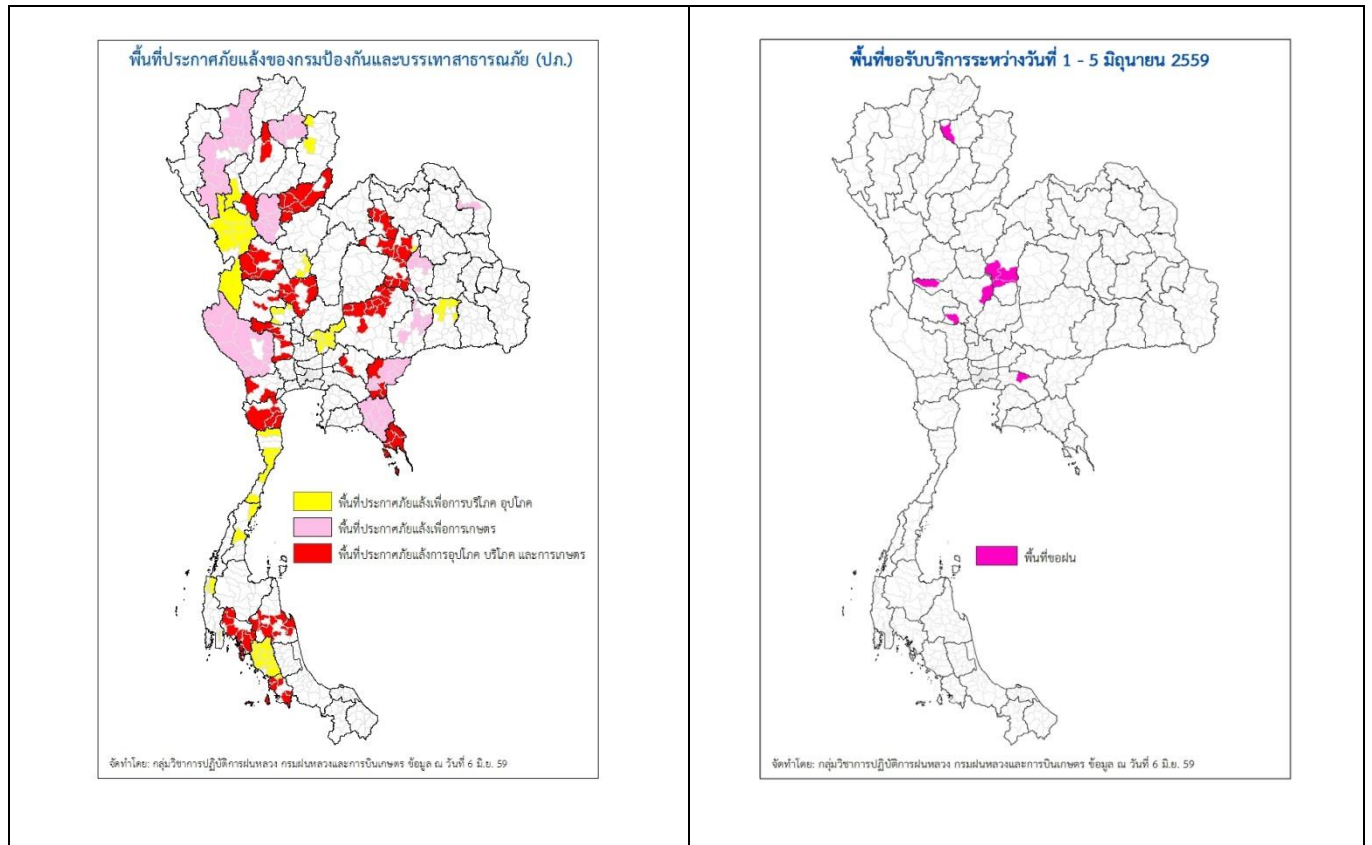 พื้นที่ประกาศภัยแล้งของกรมป้องกันและบรรเทาสาธารณภัย (ปภ.)
พื้นที่ประกาศภัยแล้งเพื่อการบริโภค อุปโภค
พื้นที่ประกาศภัยแล้งเพื่อการเกษตร
พื้นที่ประกาศภัยแล้งการอุปโภค บริโภค และการเกษตร
จัดทำโดย: กลุ่มวิชาการปฏิบัติการฝนหลวง กรมฝนหลวงและการบินเกษตร ข้อมูล ณ วันที่ 6 มิ.ย. 59
พื้นที่ขอรับบริการระหว่างวันที่ 1 - 5 มิถุนายน 2559
พื้นที่ขอฝน
จัดทำโดย: กลุ่มวิชาการปฏิบัติการฝนหลวง กรมฝนหลวงและการบินเกษตร ข้อมูล ณ วันที่ 6 มิ.ย. 59